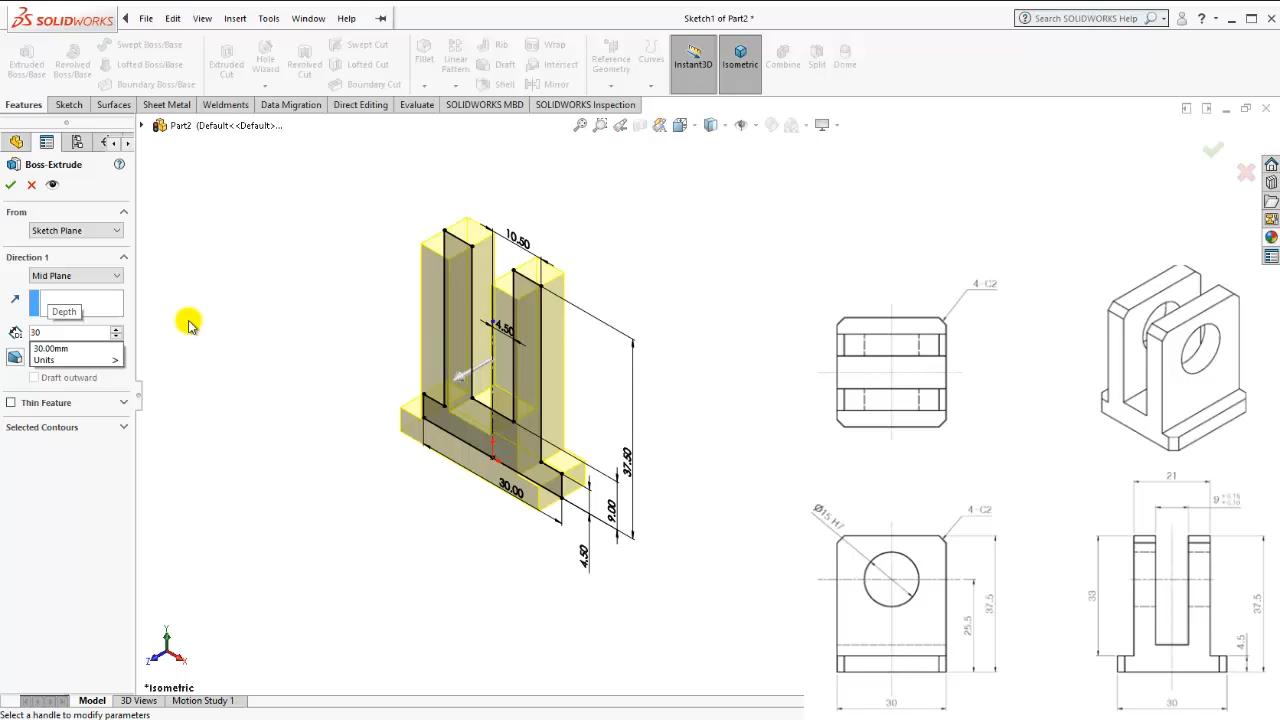 SOLIDWORKS
File Edit View Insert Tools Window Help
Sketch1 of Part2 *
Search SOLIDWORKS Help
?
Extruded Boss/Base
Revolved Boss/Base
Swept Boss/Base
Lofted Boss/Base
Boundary Boss/Base
Extruded Cut
Hole Wizard
Revolved Cut
Swept Cut
Lofted Cut
Boundary Cut
Fillet
Linear Pattern
Rib
Draft
Shell
Wrap
Intersect
Mirror
Reference Geometry
Curves
Instant3D
Isometric
Combine
Split
Dome
Features Sketch Surfaces Sheet Metal Weldments Data Migration Direct Editing Evaluate SOLIDWORKS MBD SOLIDWORKS Inspection
Part2 (Default<<Default>...
Boss-Extrude
?
From
Sketch Plane
Direction 1
Mid Plane
Depth
30
30.00mm
Units >
Draft outward
Thin Feature
Selected Contours
10.50
4.50
37.50
30.00
9.00
4.50
Y
Z
X
*Isometric
4-C2
Ø15 H7
4-C2
25.5
37.5
30
21
9 +0.15
+0.10
33
37.5
4.5
30
Model 3D Views Motion Study 1
Select a handle to modify parameters